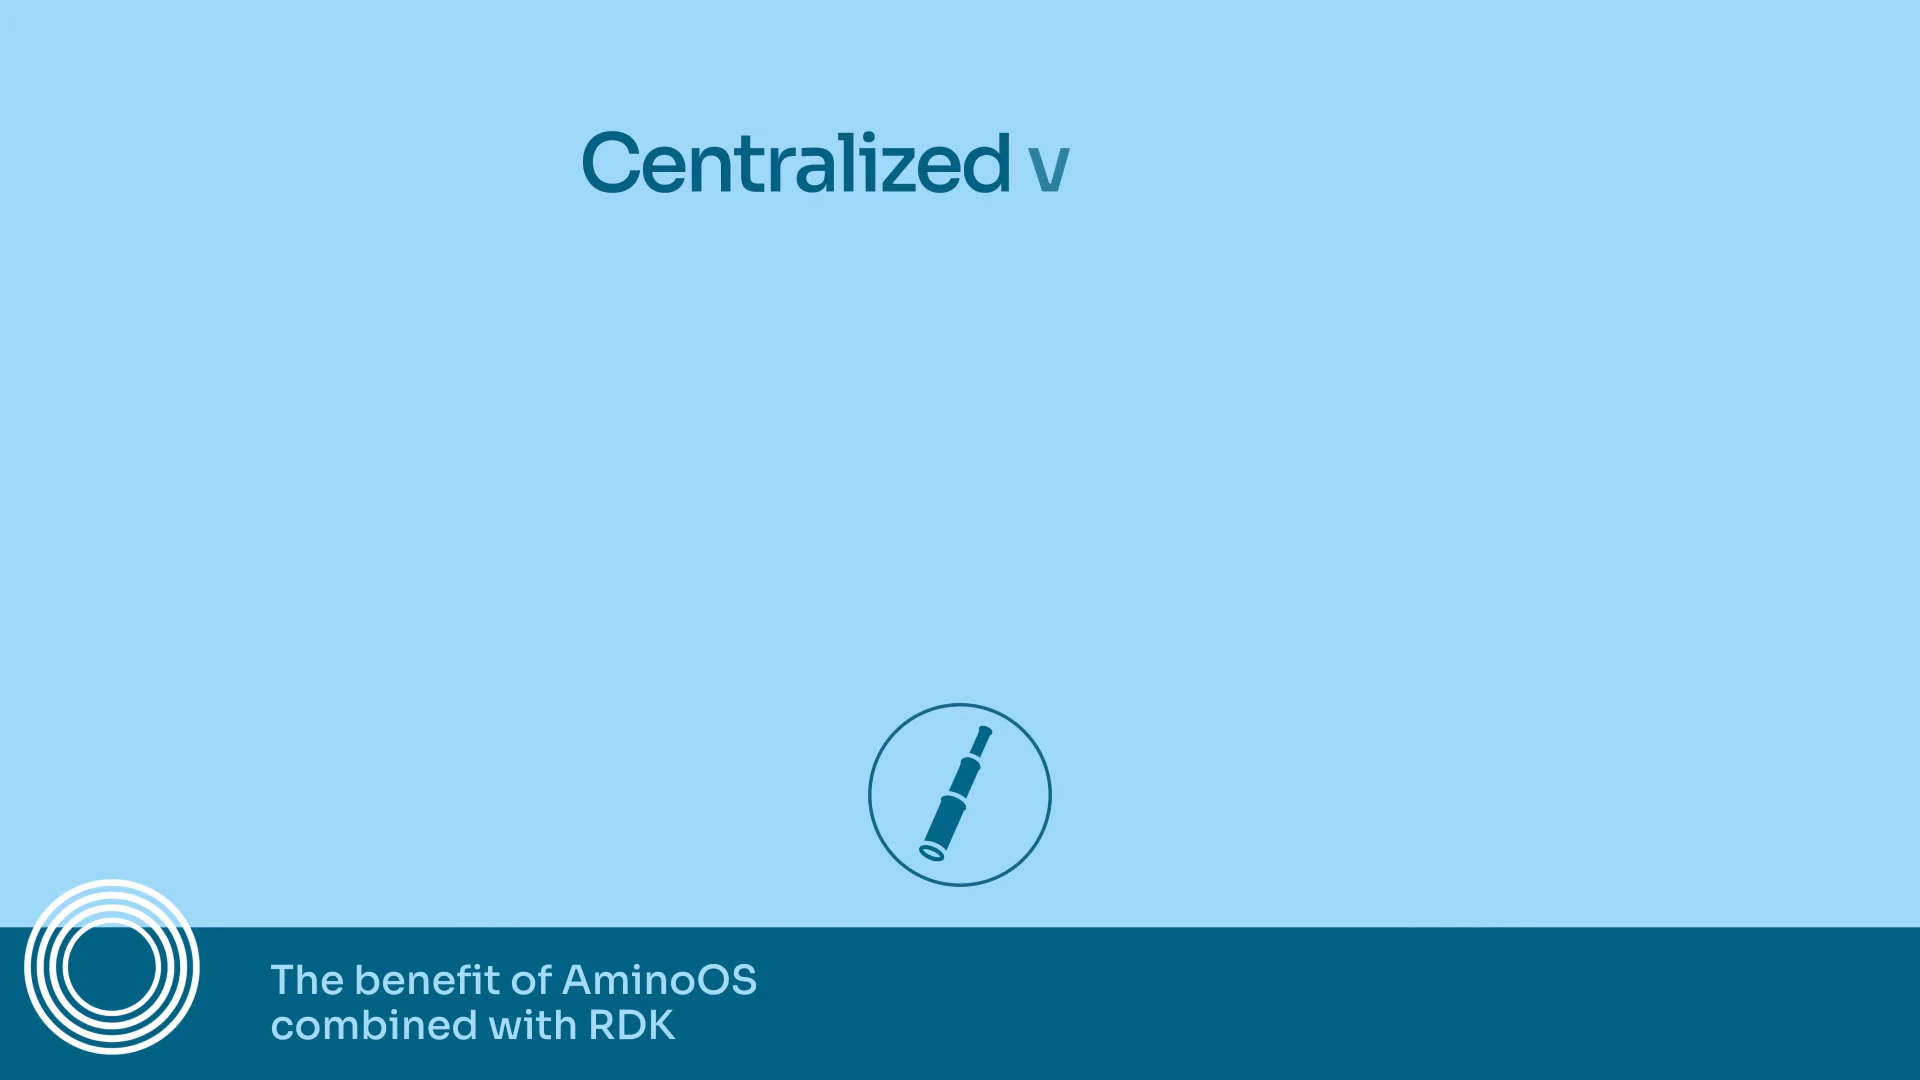 Centralized v
The benefit of AminoOS
combined with RDK